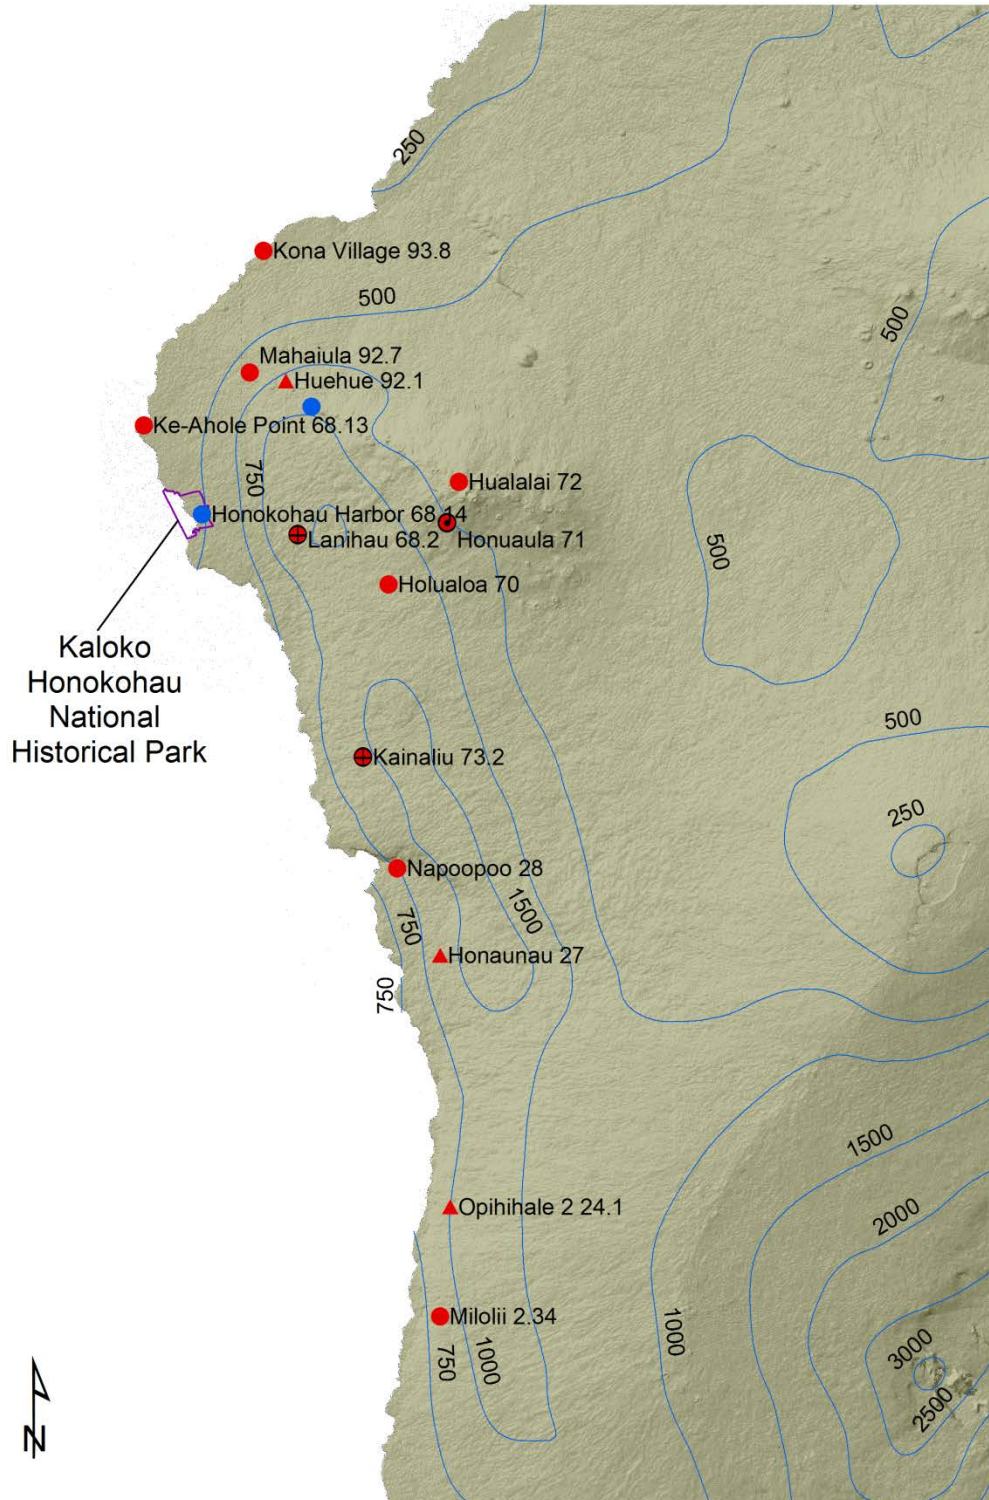 250
Kona Village 93.8
500
500
Mahaiula 92.7
Huehue 92.1
Ke-Ahole Point 68.13
750
Hualalai 72
Honokohau Harbor 68.14
Lanihau 68.2
Honuaula 71
500
Holualoa 70
Kaloko
Honokohau
National
Historical Park
500
Kainaliu 73.2
250
Napoopoo 28
1500
750
Honaunau 27
750
1500
Opihihale 2 24.1
2000
Milolii 2.34
1000
750
1000
3000
2500
N